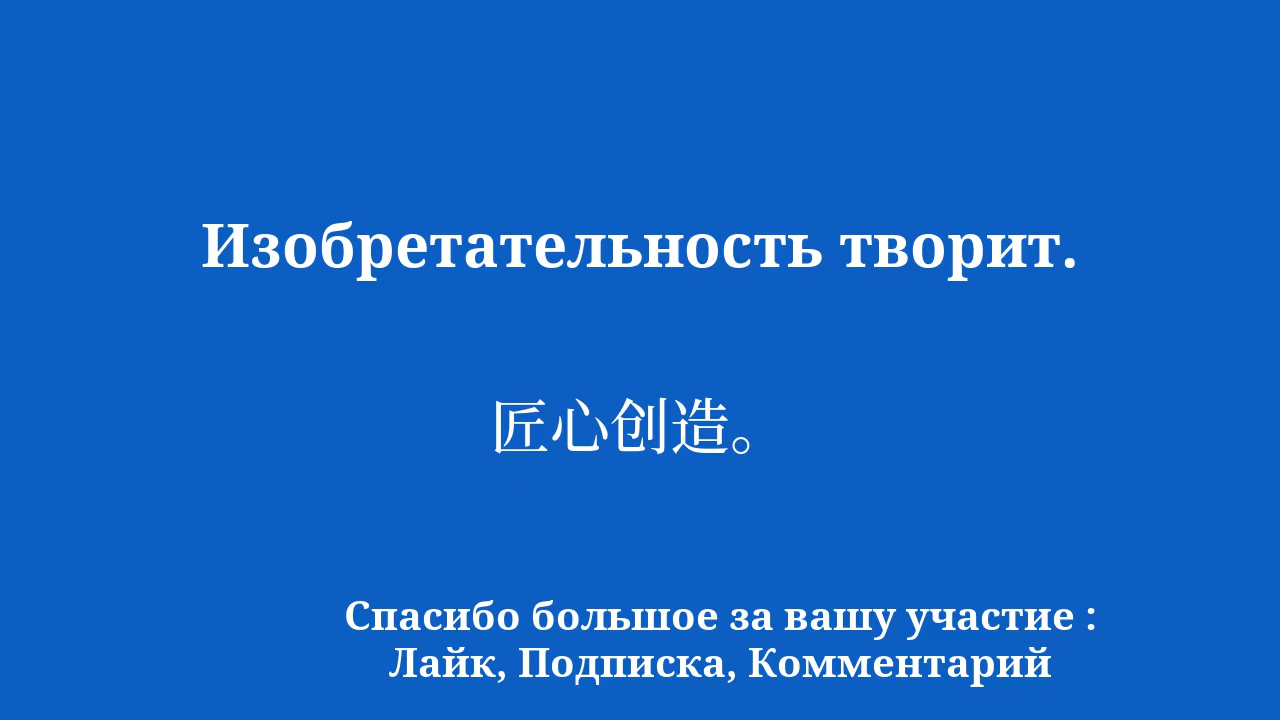 Изобретательность творит.
匠心创造。
Спасибо большое за вашу участие :
Лайк, Подписка, Комментарий